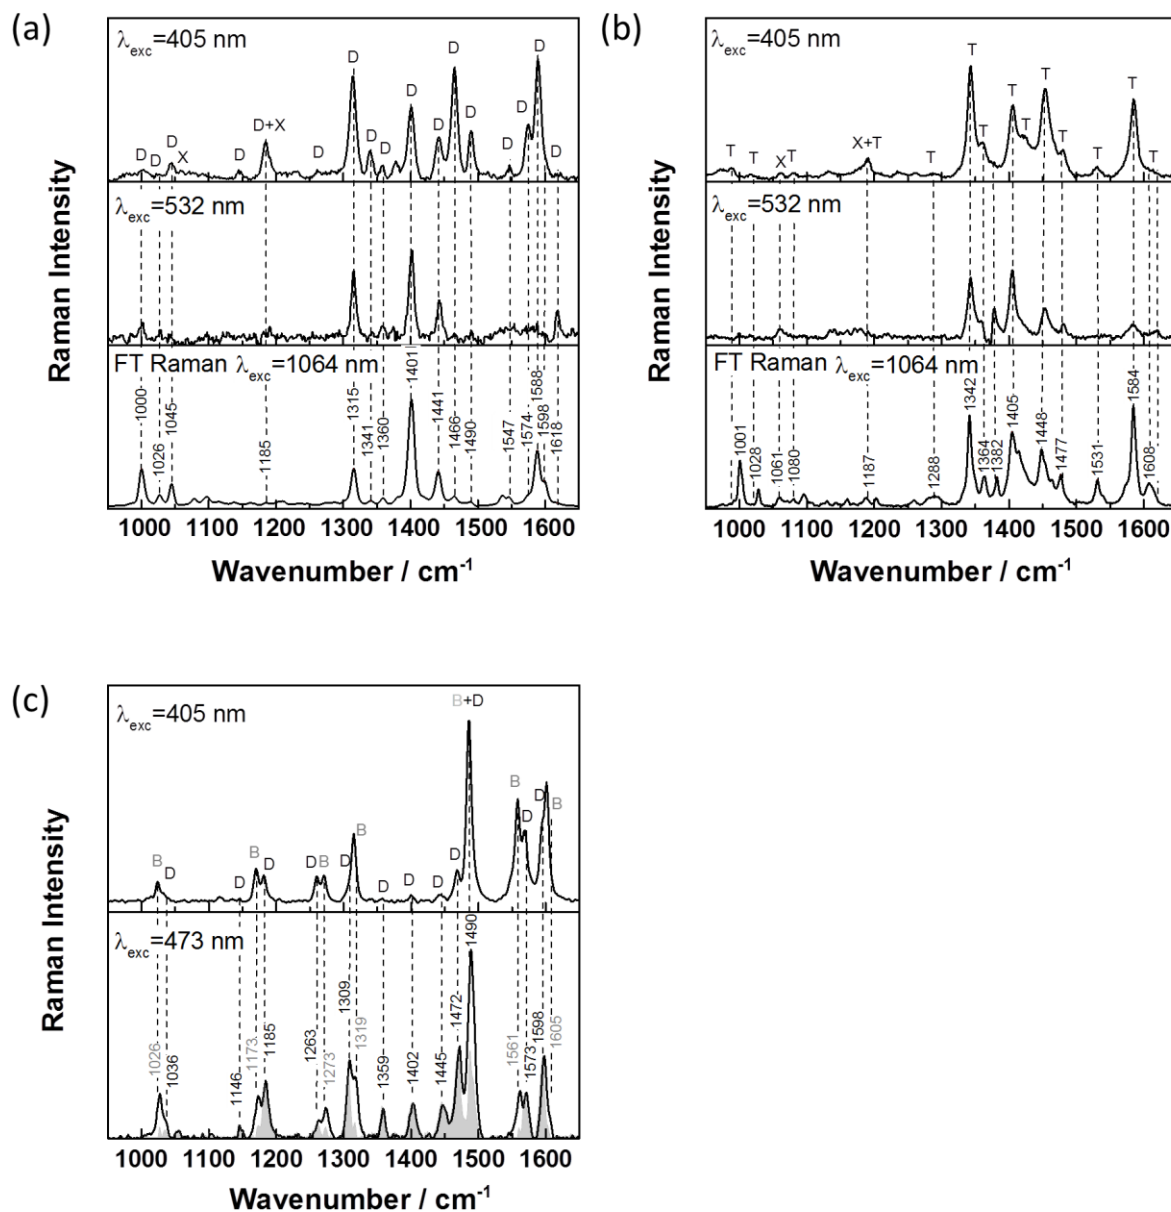 (a)
λexc=405 nm
D D D X D D+X D D D D D D D D D D D D
λexc=532 nm
FT Raman λexc=1064 nm
1000 1026 1045 1185 1315 1341 1360 1401 1441 1466 1490 1547 1574 1588 1598 1618
Raman Intensity
1000 1100 1200 1300 1400 1500 1600
Wavenumber / cm-1
(b)
λexc=405 nm
T T X T X+T T T T T T T T T T T
λexc=532 nm
FT Raman λexc=1064 nm
1001 1028 1061 1080 1187 1288 1342 1364 1382 1405 1448 1477 1531 1584 1608
Raman Intensity
1000 1100 1200 1300 1400 1500 1600
Wavenumber / cm-1
(c)
λexc=405 nm
B D D B D D B D B D D D D B+D B D D B
λexc=473 nm
1026 1036 1146 1173 1185 1263 1273 1309 1319 1359 1402 1445 1472 1490 1561 1573 1598 1605
Raman Intensity
1000 1100 1200 1300 1400 1500 1600
Wavenumber / cm-1